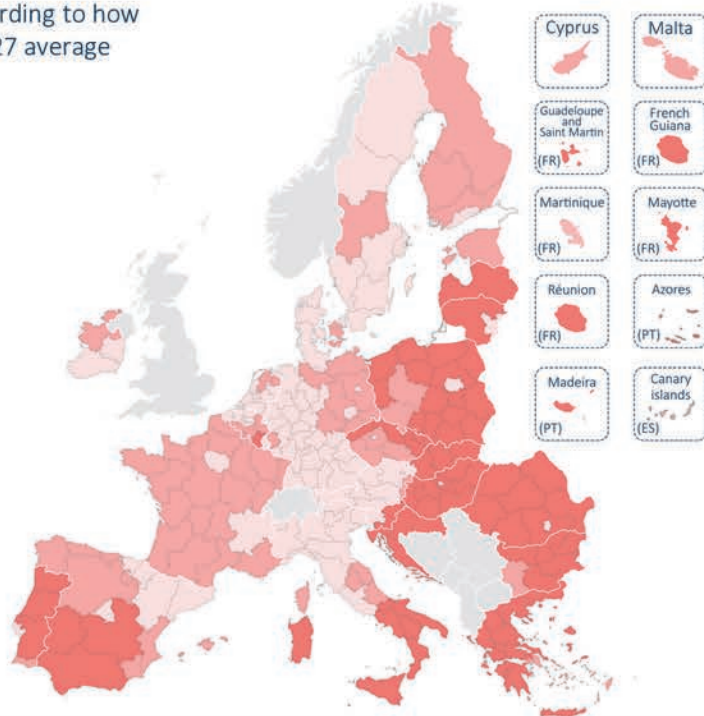 rding to how
27 average
Cyprus
Malta
Guadeloupe
and
Saint Martin
(FR)
French
Guiana
(FR)
Martinique
(FR)
Mayotte
(FR)
Réunion
(FR)
Azores
(PT)
Madeira
(PT)
Canary
islands
(ES)